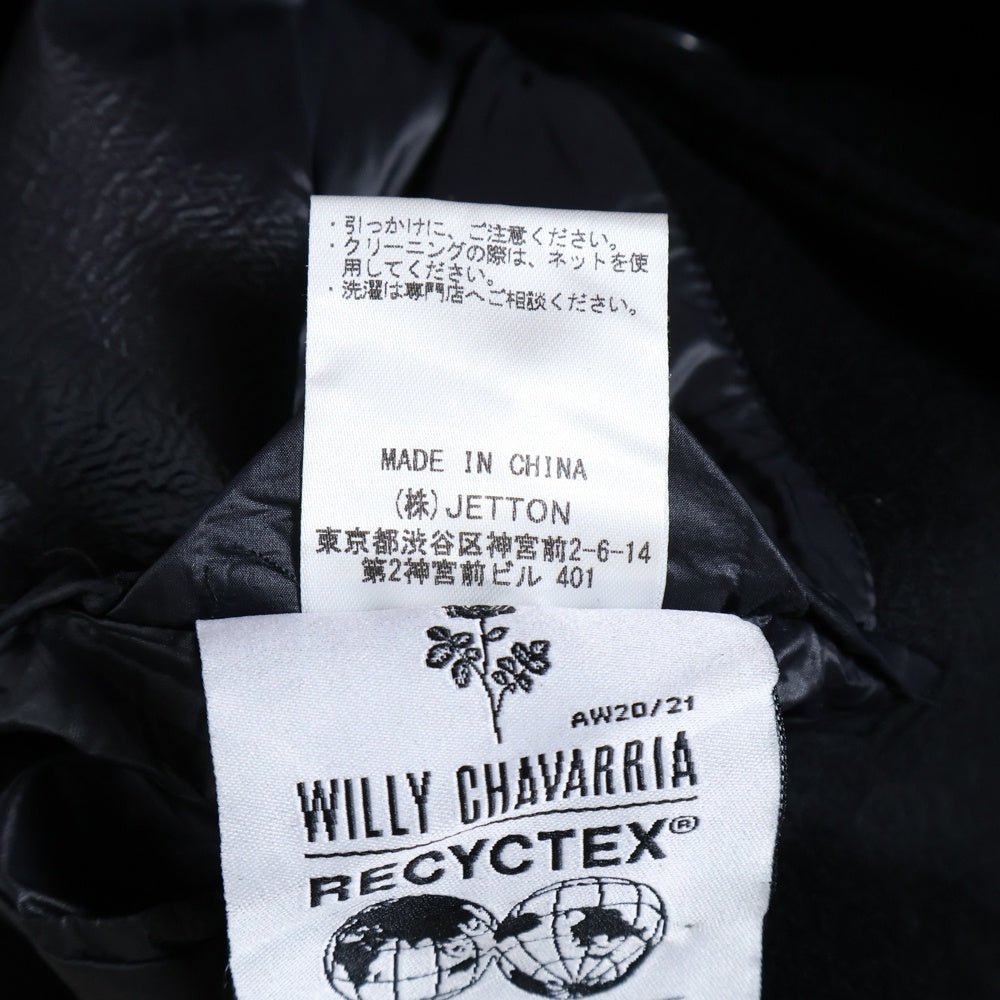 ・引っかけに、ご注意ください。
・クリーニングの際は、ネットを使
用してください。
・洗濯は専門店へご相談ください。
MADE IN CHINA
(株)JETTON
東京都渋谷区神宮前2-6-14
第2神宮前ビル 401
AW20/21
WILLY CHAVARRIA
RECYCTEX®